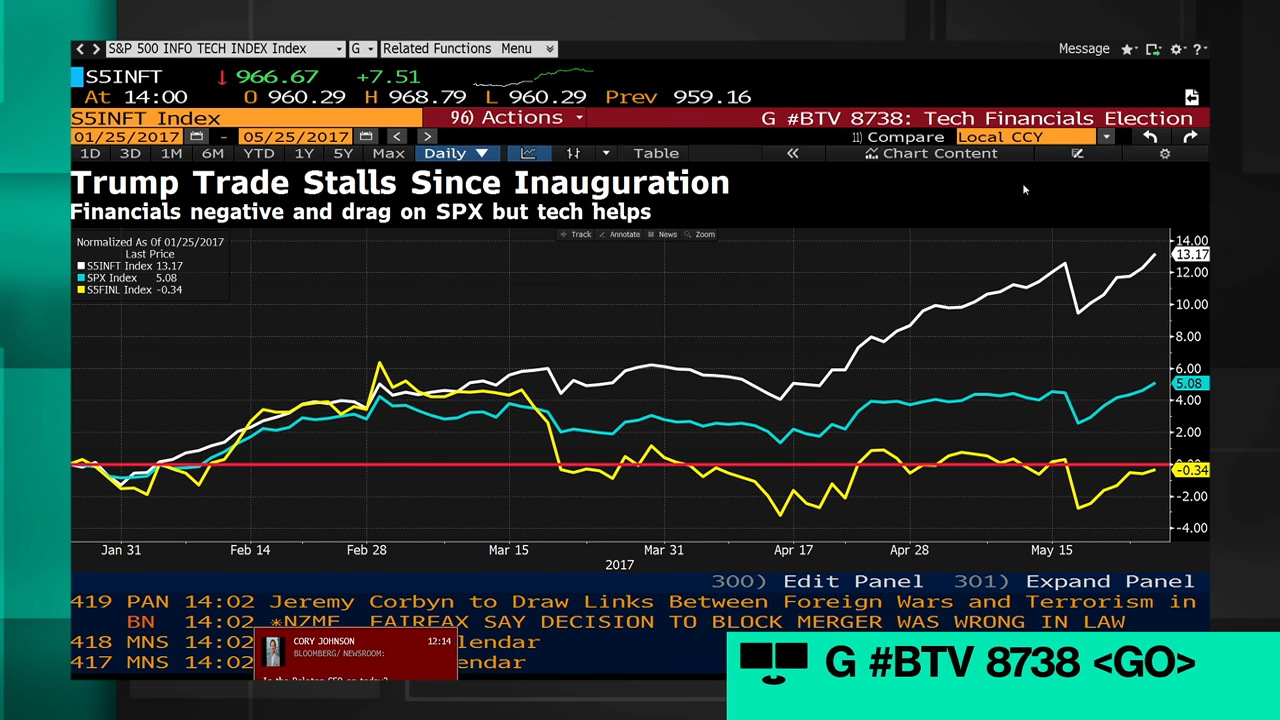 S&P 500 INFO TECH INDEX Index G Related Functions Menu Message ?
S5INFT ↓ 966.67 +7.51
At 14:00 O 960.29 H 968.79 L 960.29 Prev 959.16
S5INFT Index 96) Actions G #BTV 8738: Tech Financials Election
01/25/2017 - 05/25/2017 < > 11) Compare Local CCY
1D 3D 1M 6M YTD 1Y 5Y Max Daily ▼ Table « Chart Content
Trump Trade Stalls Since Inauguration
Financials negative and drag on SPX but tech helps
Track Annotate News Zoom
Normalized As Of 01/25/2017
Last Price
S5INFT Index 13.17
SPX Index 5.08
S5FINL Index -0.34
14.00
13.17
12.00
10.00
8.00
6.00
5.08
4.00
2.00
-0.34
-2.00
-4.00
Jan 31 Feb 14 Feb 28 Mar 15 Mar 31 Apr 17 Apr 28 May 15
2017
300) Edit Panel 301) Expand Panel
419 PAN 14:02 Jeremy Corbyn to Draw Links Between Foreign Wars and Terrorism in
BN 14:02 *NZME, FAIRFAX SAY DECISION TO BLOCK MERGER WAS WRONG IN LAW
418 MNS 14:02 lendar
417 MNS 14:02 endar
CORY JOHNSON 12:14
BLOOMBERG/ NEWSROOM:
G #BTV 8738 <GO>